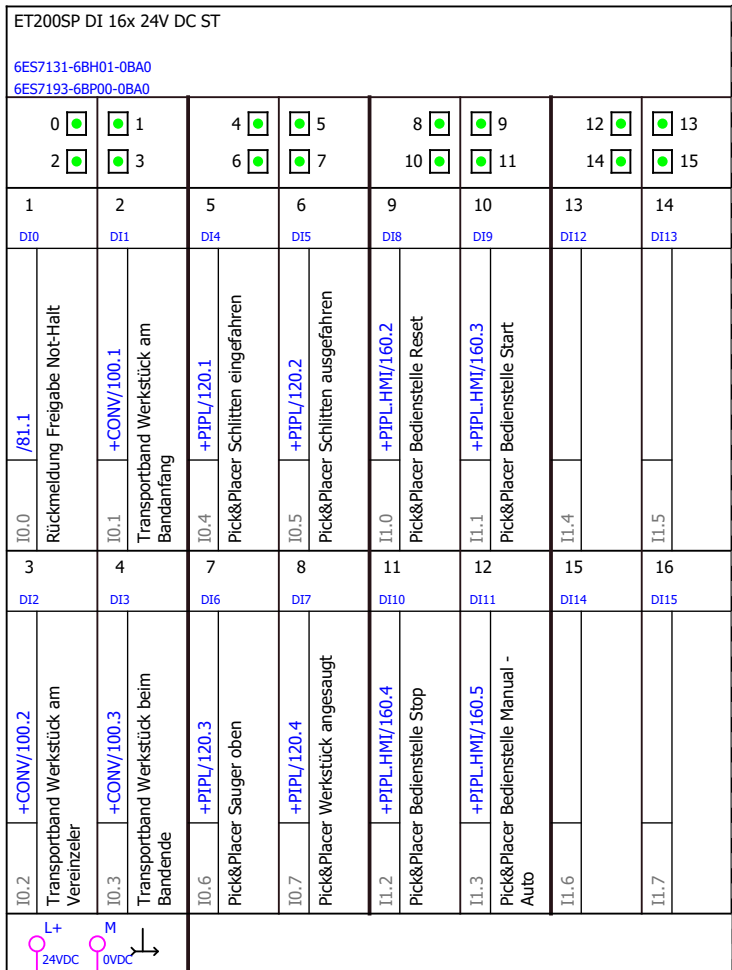 ET200SP DI 16x 24V DC ST
6ES7131-6BH01-0BA0
6ES7193-6BP00-0BA0
0 1 4 5 8 9 12 13
2 3 6 7 10 11 14 15
1 2 5 6 9 10 13 14
DI0 DI1 DI4 DI5 DI8 DI9 DI12 DI13
I0.0 /81.1
Rückmeldung Freigabe Not-Halt
I0.1 +CONV/100.1
Transportband Werkstück am
Bandanfang
I0.4 +PIPL/120.1
Pick&Placer Schlitten eingefahren
I0.5 +PIPL/120.2
Pick&Placer Schlitten ausgefahren
I1.0 +PIPL.HMI/160.2
Pick&Placer Bedienstelle Reset
I1.1 +PIPL.HMI/160.3
Pick&Placer Bedienstelle Start
I1.4
I1.5
3 4 7 8 11 12 15 16
DI2 DI3 DI6 DI7 DI10 DI11 DI14 DI15
I0.2 +CONV/100.2
Transportband Werkstück am
Vereinzeler
I0.3 +CONV/100.3
Transportband Werkstück beim
Bandende
I0.6 +PIPL/120.3
Pick&Placer Sauger oben
I0.7 +PIPL/120.4
Pick&Placer Werkstück angesaugt
I1.2 +PIPL.HMI/160.4
Pick&Placer Bedienstelle Stop
I1.3 +PIPL.HMI/160.5
Pick&Placer Bedienstelle Manual -
Auto
I1.6
I1.7
L+ M
24VDC 0VDC